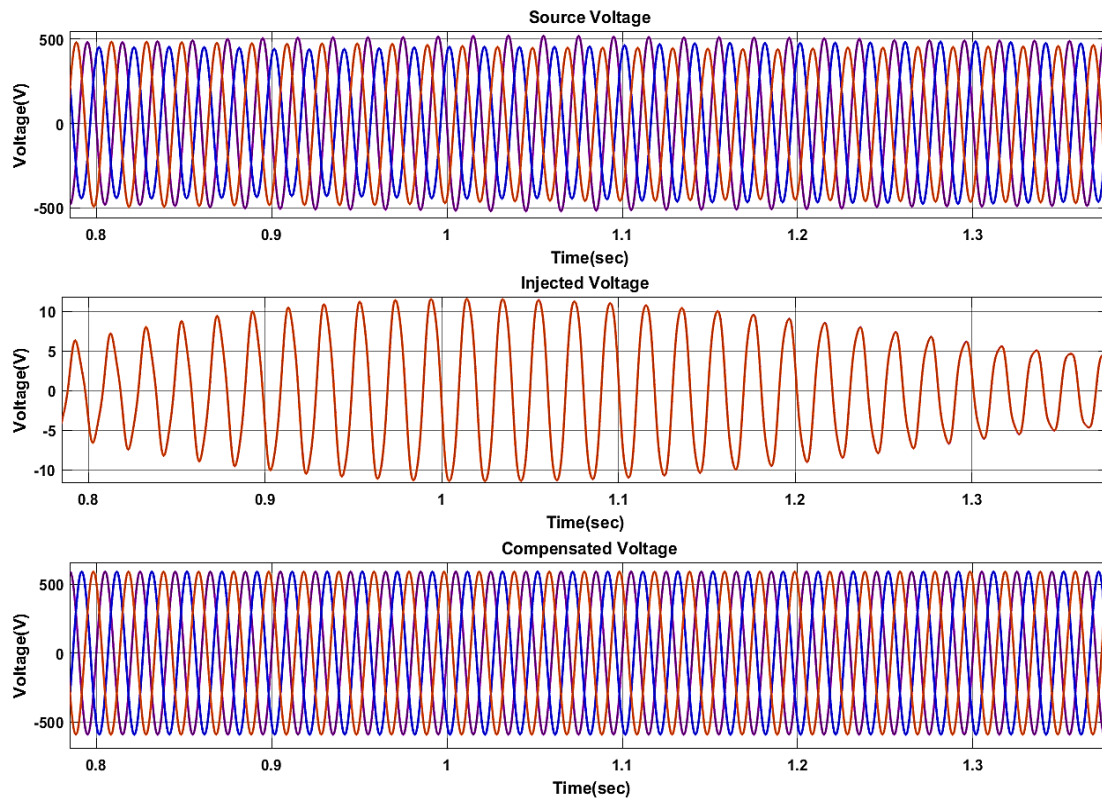 Source Voltage
500
0
-500
Voltage(V)
0.8 0.9 1 1.1 1.2 1.3
Time(sec)
Injected Voltage
10
5
0
-5
-10
Voltage(V)
0.8 0.9 1 1.1 1.2 1.3
Time(sec)
Compensated Voltage
500
0
-500
Voltage(V)
0.8 0.9 1 1.1 1.2 1.3
Time(sec)